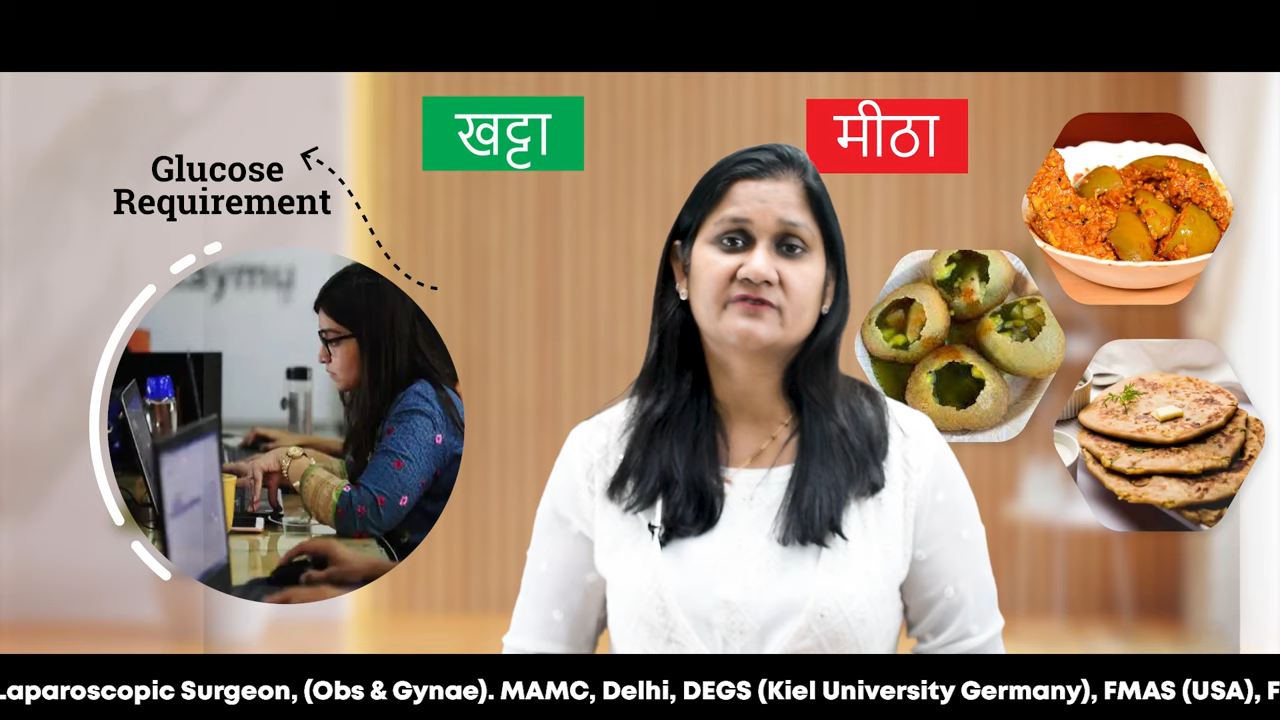 खट्टा
मीठा
Glucose
Requirement
Laparoscopic Surgeon, (Obs & Gynae). MAMC, Delhi, DEGS (Kiel University Germany), FMAS (USA), F